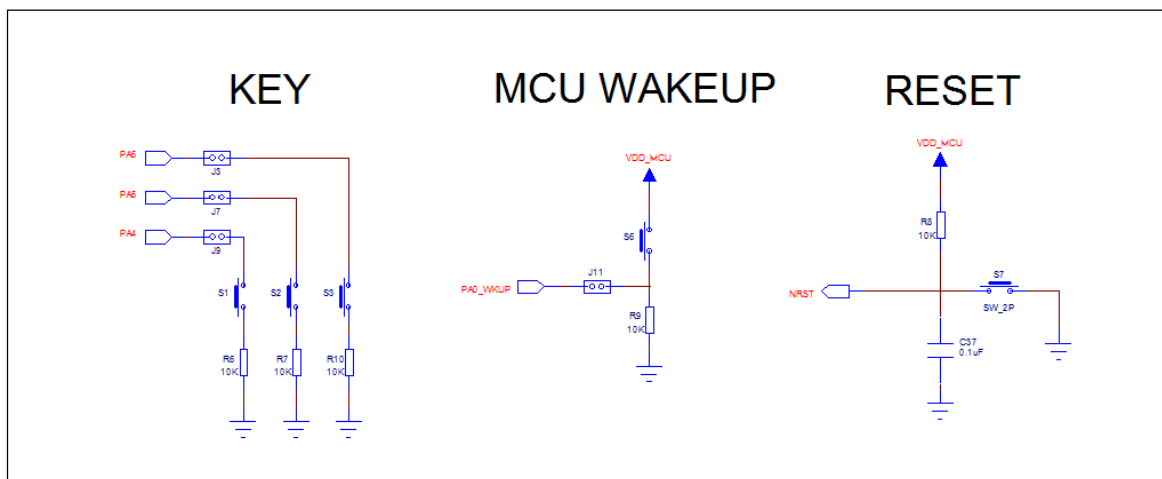 KEY
MCU WAKEUP
RESET
PA6
J3
PA5
J7
PA4
J9
S1
S2
S3
R6
10K
R7
10K
R10
10K
VDD_MCU
S6
J11
PA0_WKUP
R9
10K
VDD_MCU
R8
10K
S7
NRST
SW_2P
C37
0.1uF